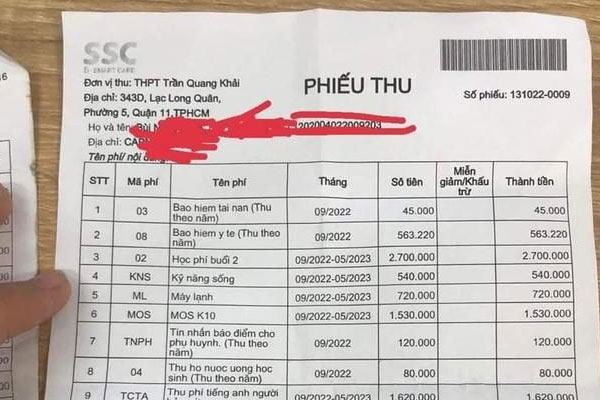 6
SSC
E-SMART CARD
Đơn vị thu: THPT Trần Quang Khải
Địa chỉ: 343D, Lạc Long Quân,
Phường 5, Quận 11,TPHCM
PHIẾU THU
Số phiếu: 131022-0009
Họ và tên: Bùi N
202004022009203
Địa chỉ: CAR
Tên phí/ nội
STT Mã phí Tên phí Tháng Số tiên Miễn giảm/Khấu trừ Thành tiền
1 03 Bao hiem tai nan (Thu theo năm) 09/2022 45.000 45.000
2 08 Bao hiem y te (Thu theo năm) 09/2022 563.220 563.220
3 02 Học phí buổi 2 09/2022-05/2023 2.700.000 2.700.000
4 KNS Kỹ năng sống 09/2022-05/2023 540.000 540.000
5 ML Máy lạnh 09/2022-05/2023 720.000 720.000
6 MOS MOS K10 09/2022-05/2023 1.530.000 1.530.000
7 TNPH Tin nhắn báo điểm cho phụ huynh. (Thu theo năm) 09/2022 120.000 120.000
8 04 Thu ho nuoc uong hoc sinh (Thu theo năm) 09/2022 80.000 80.000
9 TCTA Thu phí tiếng anh người 09/2022-05/2023 1.620.000 1.620.000